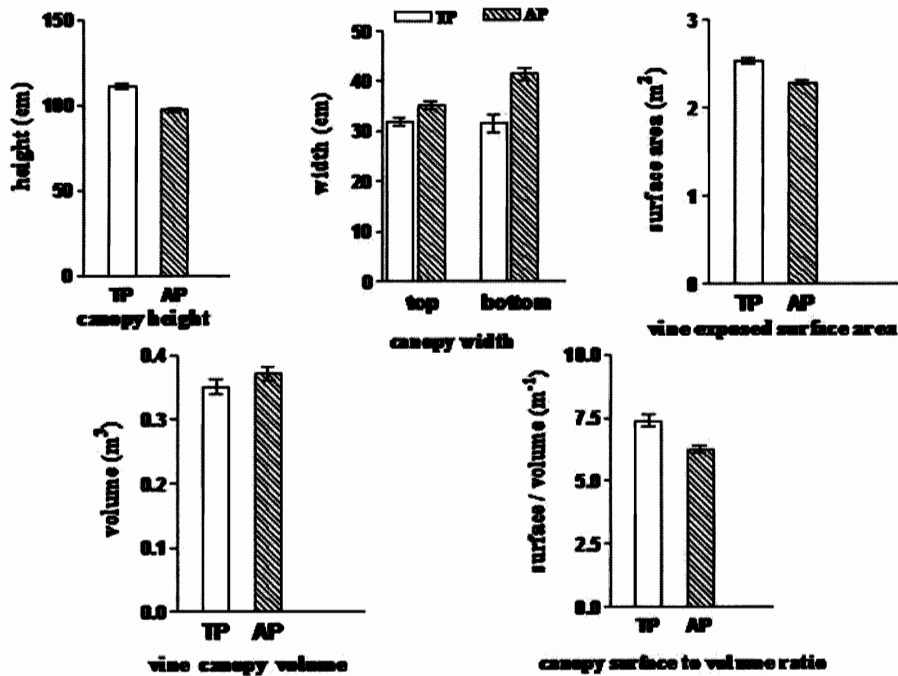 TP AP
150
100
50
0
height (cm)
TP AP
canopy height
50
40
30
20
10
0
width (cm)
top bottom
canopy width
3
2
1
0
surface area (m²)
TP AP
vine exposed surface area
0.4
0.3
0.2
0.1
0.0
volume (m³)
TP AP
vine canopy volume
10.0
7.5
5.0
2.5
0.0
surface / volume (m⁻¹)
TP AP
canopy surface to volume ratio